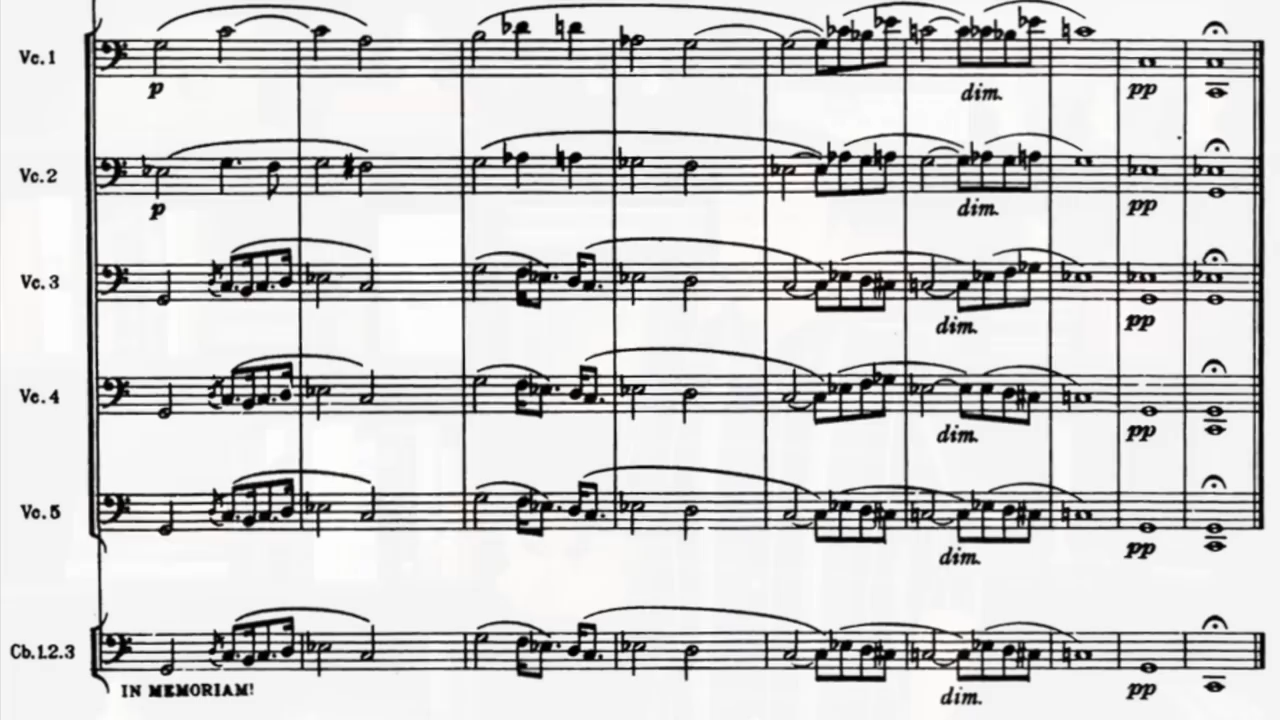 Vc. 1
p
dim.
pp
Vc. 2
p
dim.
pp
Vc. 3
dim.
pp
Vc. 4
dim.
pp
Vc. 5
dim.
pp
Cb.1.2.3
IN MEMORIAM!
dim.
pp